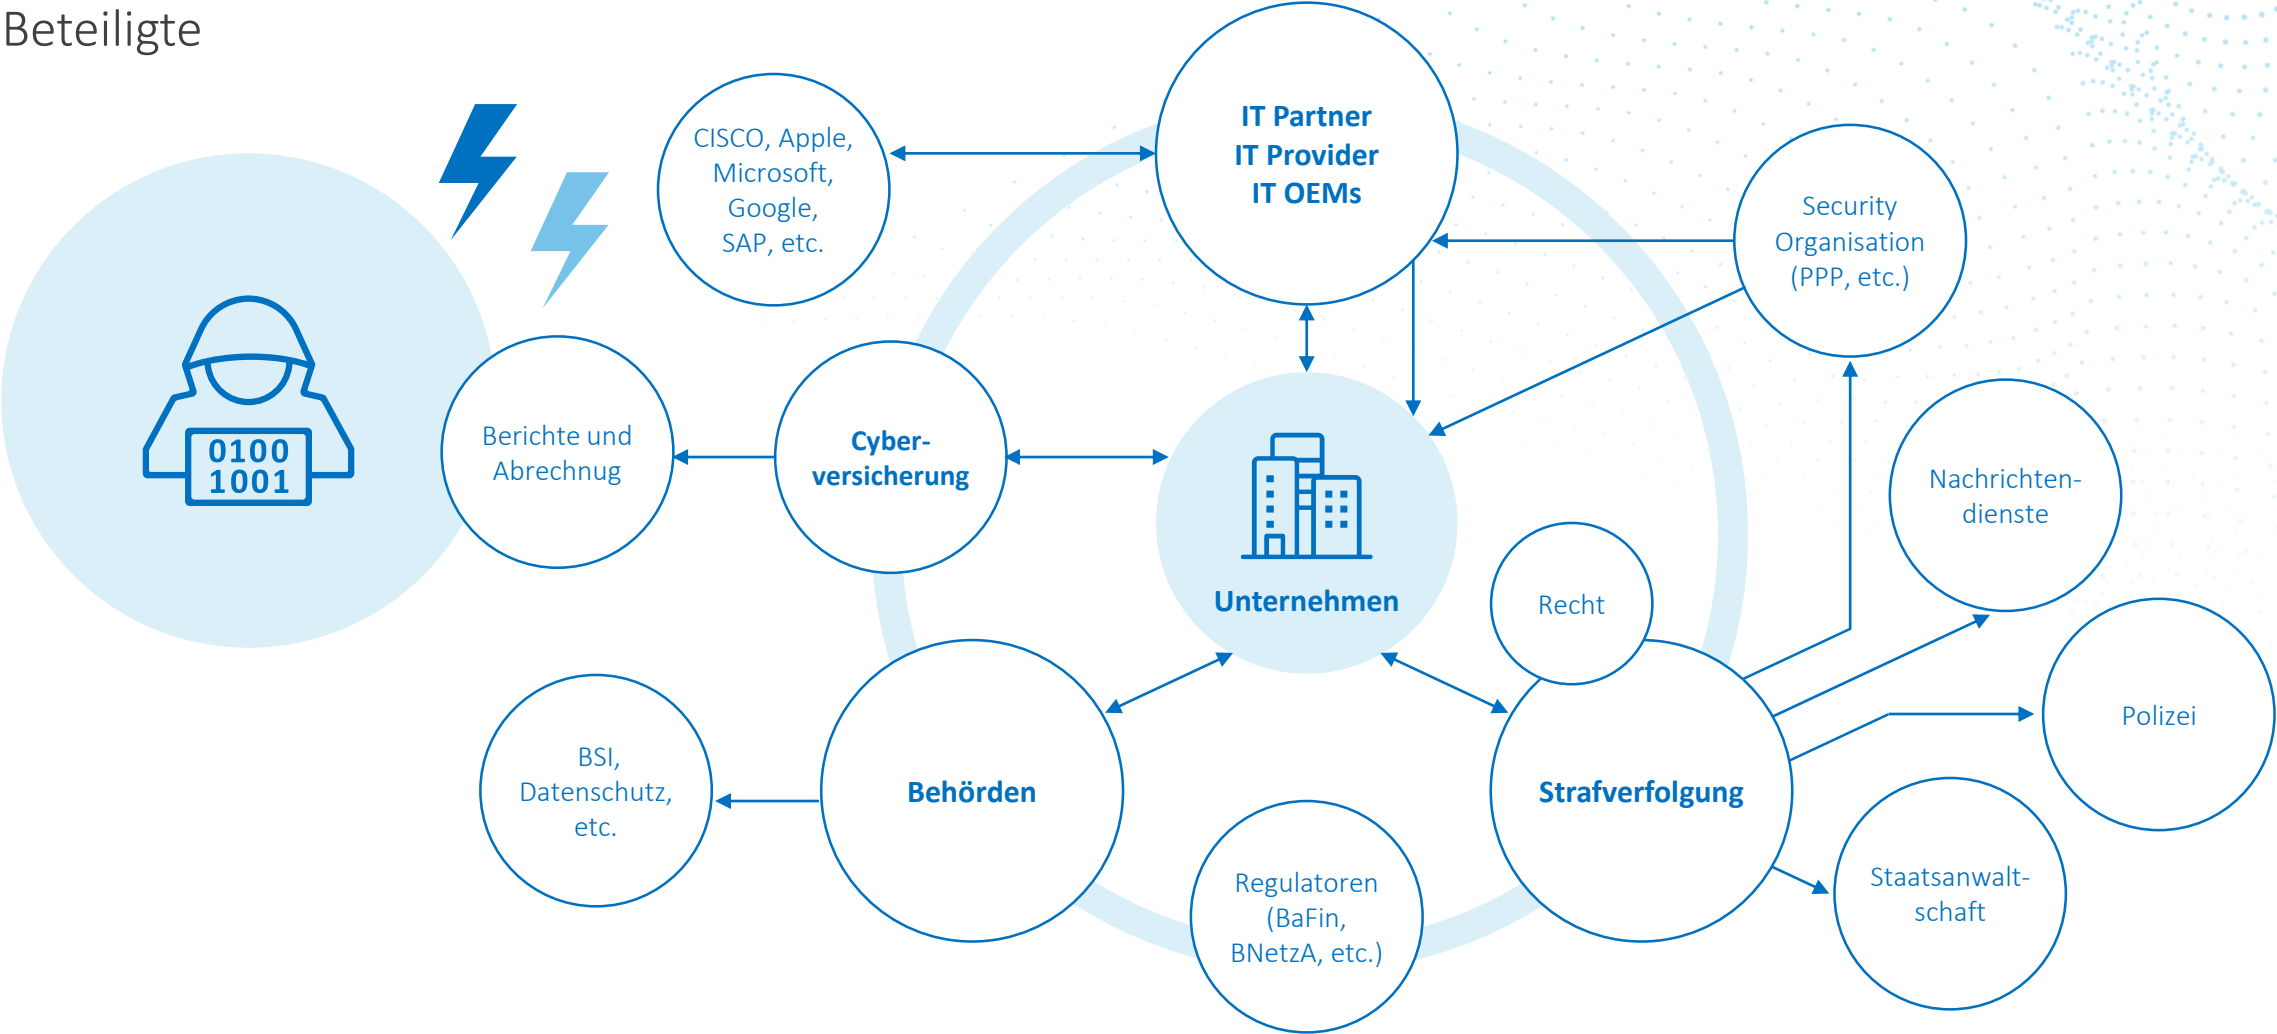 Beteiligte
IT Partner
IT Provider
IT OEMs
CISCO, Apple,
Microsoft,
Google,
SAP, etc.
Security
Organisation
(PPP, etc.)
0100
1001
Berichte und
Abrechnug
Cyber-
versicherung
Unternehmen
Nachrichten-
dienste
Recht
Polizei
BSI,
Datenschutz,
etc.
Behörden
Strafverfolgung
Regulatoren
(BaFin,
BNetzA, etc.)
Staatsanwalt-
schaft